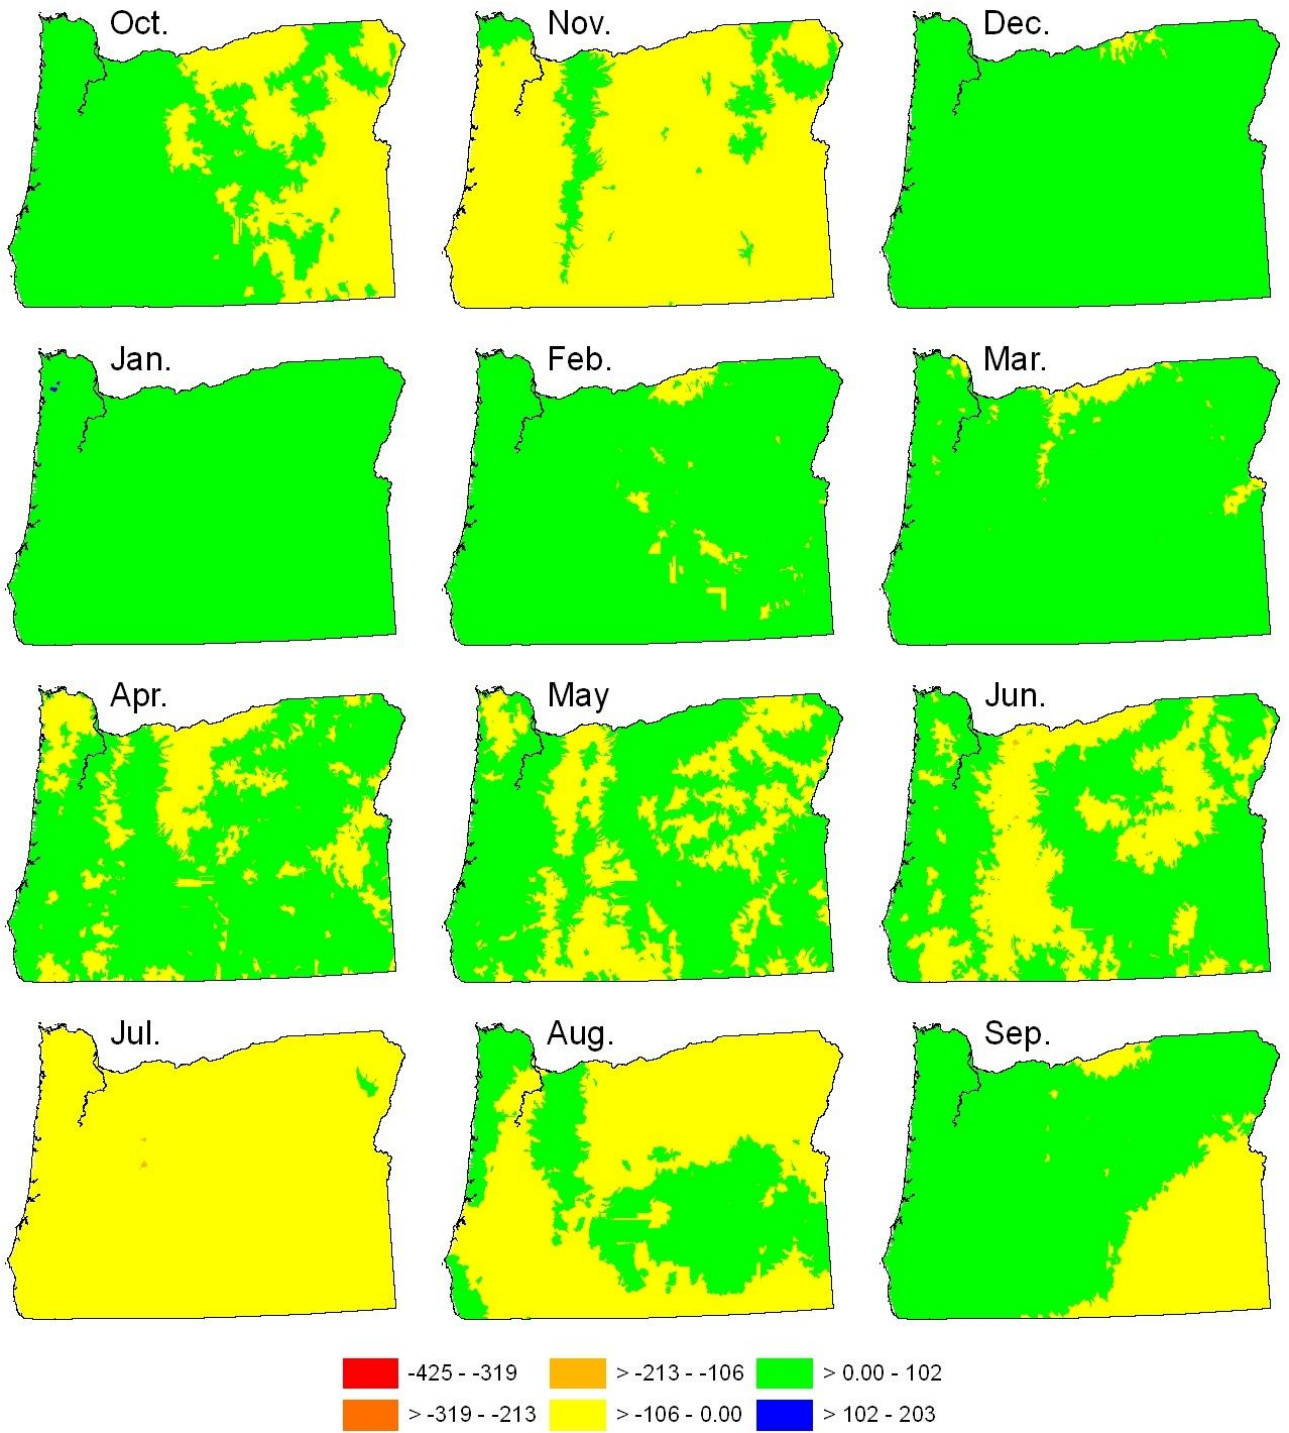 Oct. Nov. Dec.
Jan. Feb. Mar.
Apr. May Jun.
Jul. Aug. Sep.
-425 - -319 > -213 - -106 > 0.00 - 102
> -319 - -213 > -106 - 0.00 > 102 - 203